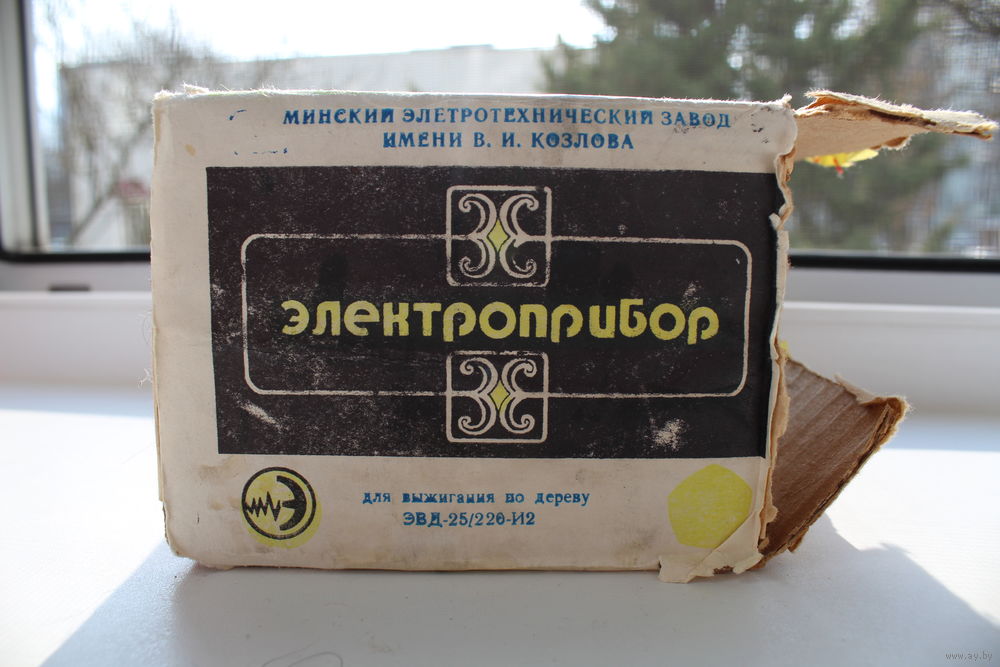 МИНСКИЙ ЭЛЕТРОТЕХНИЧЕСКИЙ ЗАВОД
ИМЕНИ В. И. КОЗЛОВА
электроприбор
для выжигания по дереву
ЭВД-25/220-И2
www.ay.by